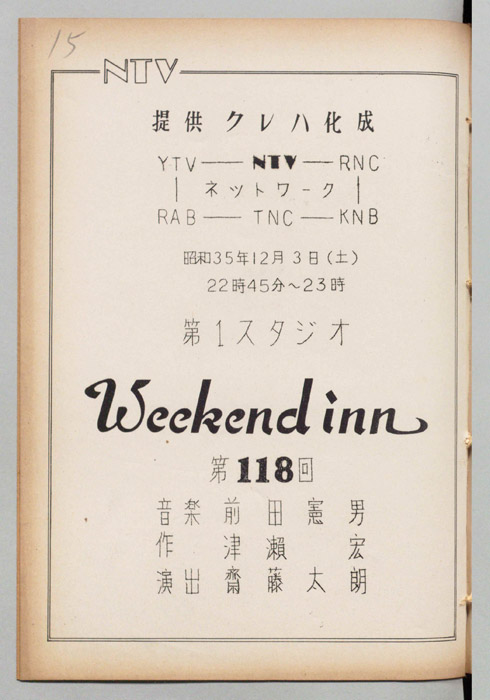 15
NTV
提供 クレハ化成
YTV — NTV — RNC
| ネットワーク |
RAB — TNC — KNB
昭和35年12月3日(土)
22時45分~23時
第1スタジオ
Weekend inn
第118回
音楽 前田憲男
作 津瀬宏
演出 齋藤太朗